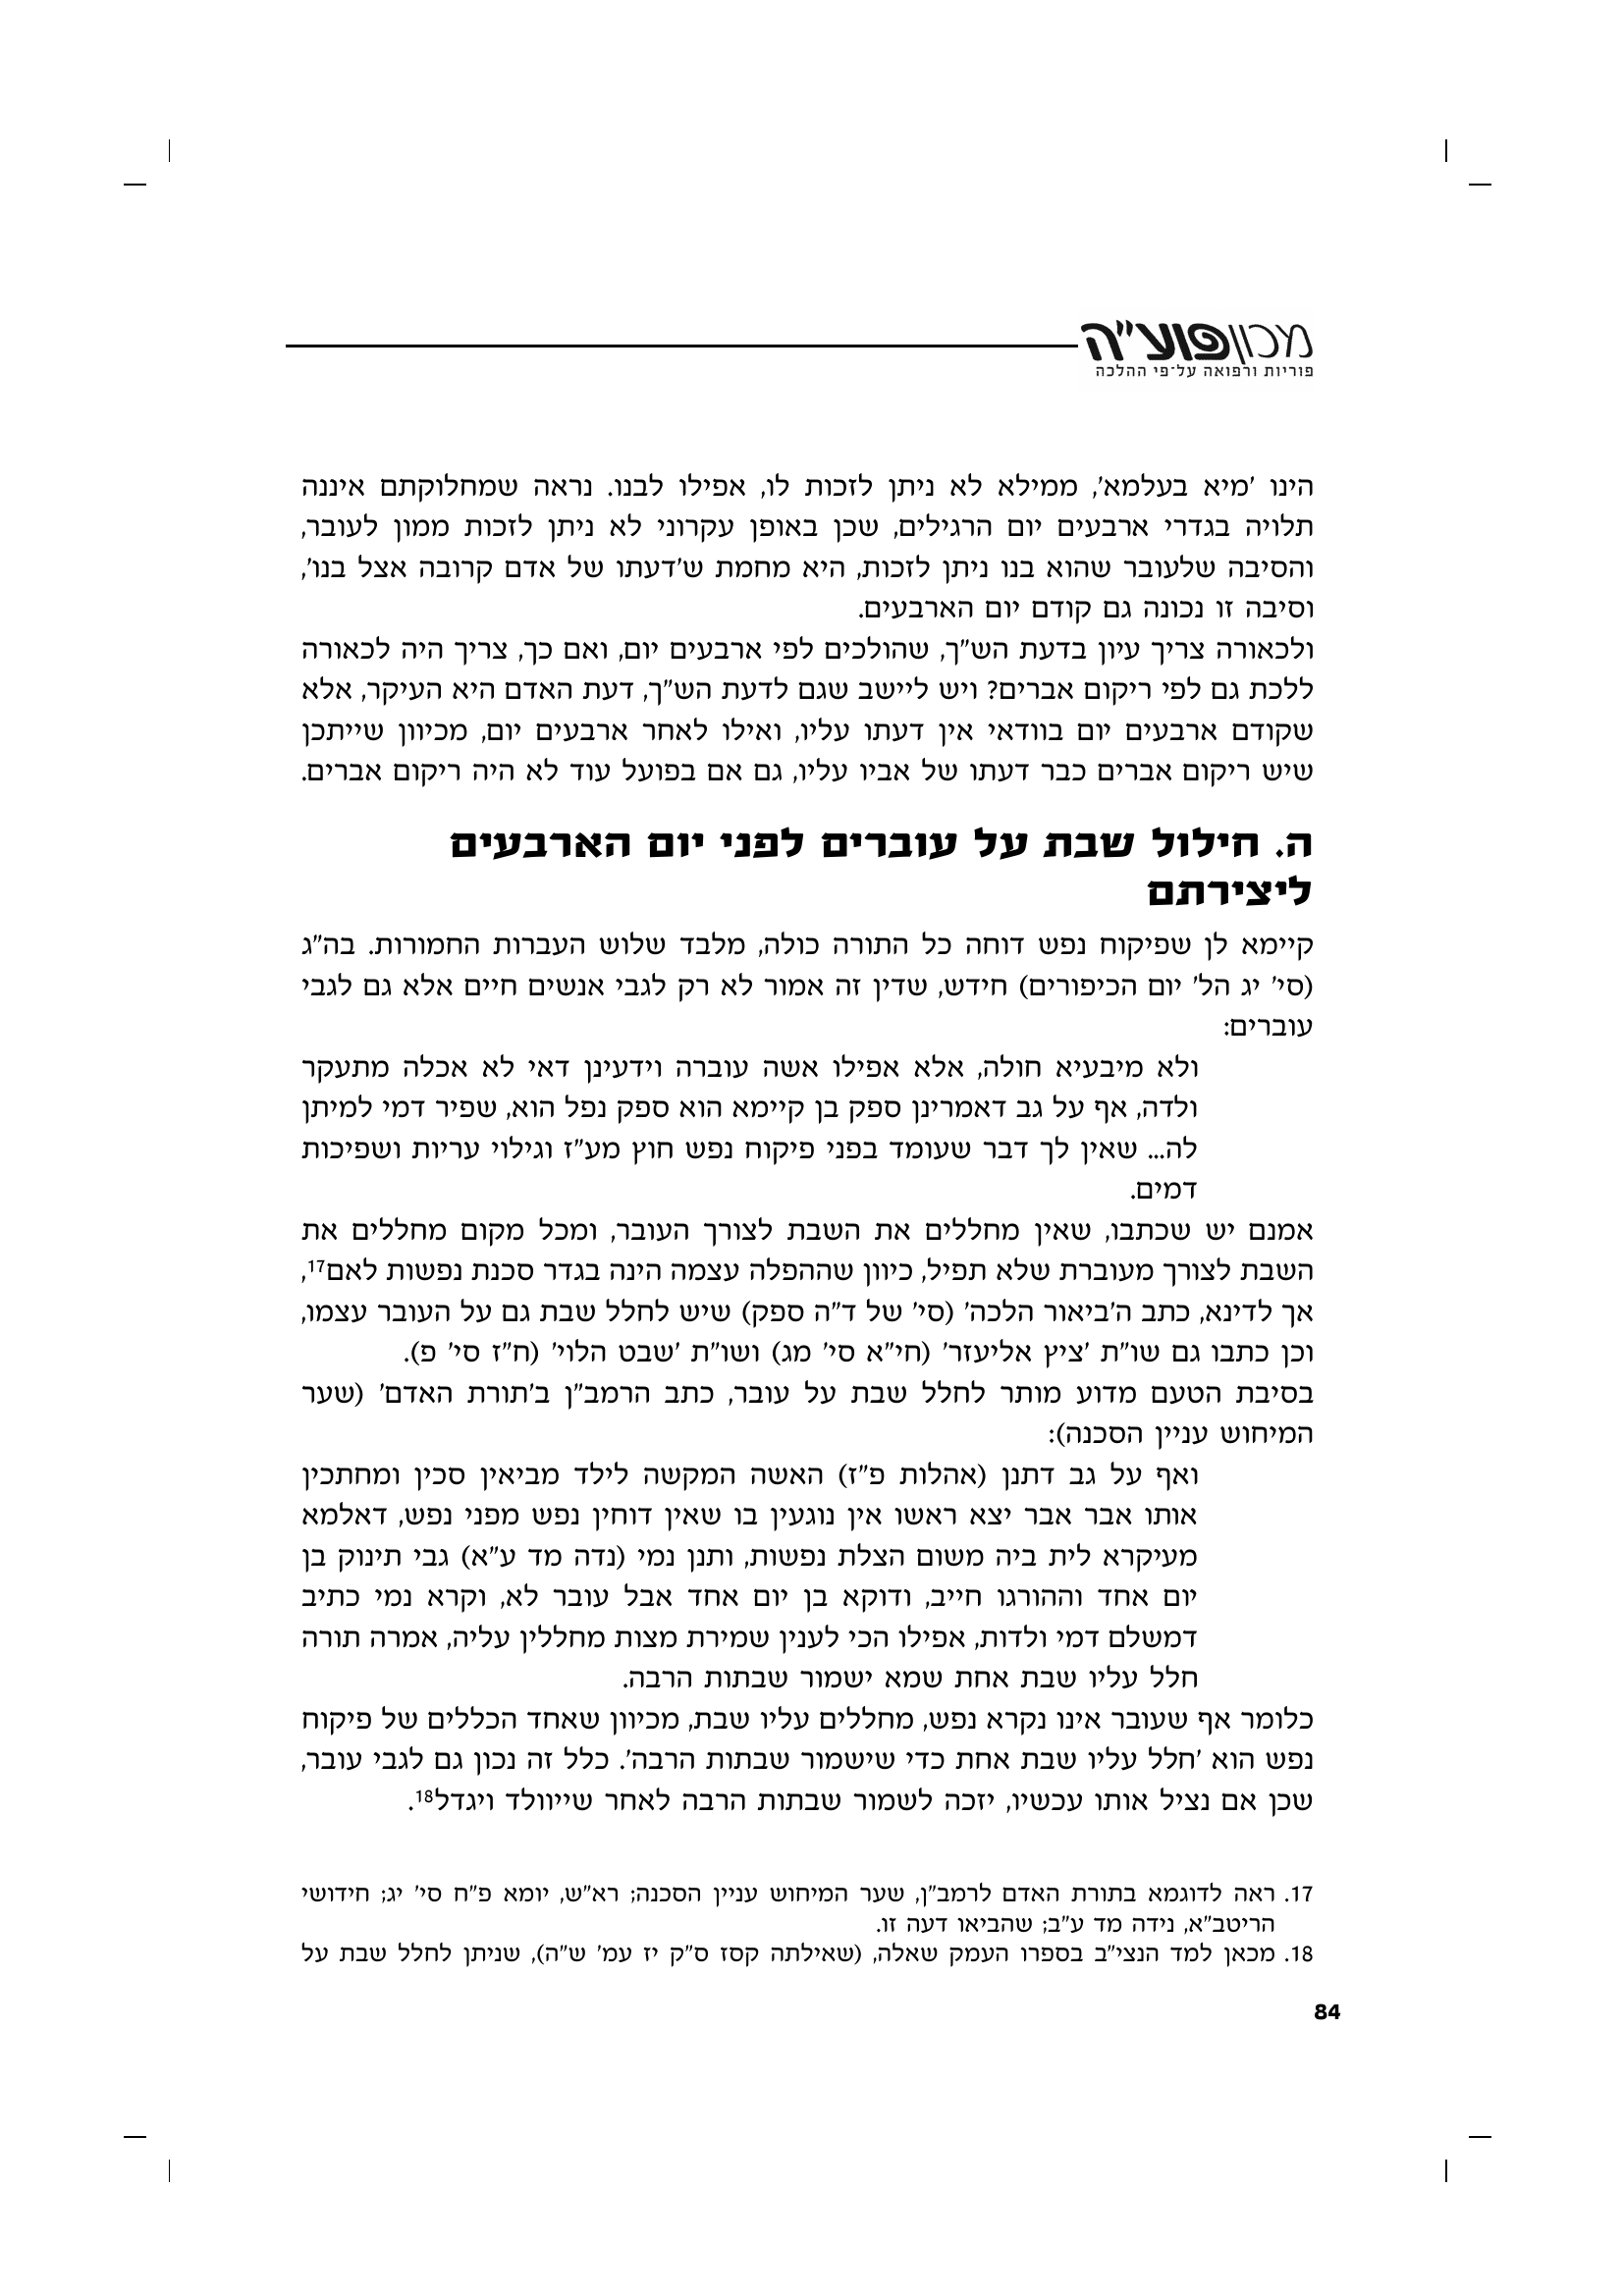 מכון פוע"ה
פוריות ורפואה על־פי ההלכה
הינו 'מיא בעלמא', ממילא לא ניתן לזכות לו, אפילו לבנו. נראה שמחלוקתם איננה
תלויה בגדרי ארבעים יום הרגילים, שכן באופן עקרוני לא ניתן לזכות ממון לעובר,
והסיבה שלעובר שהוא בנו ניתן לזכות, היא מחמת ש'דעתו של אדם קרובה אצל בנו',
וסיבה זו נכונה גם קודם יום הארבעים.
ולכאורה צריך עיון בדעת הש"ך, שהולכים לפי ארבעים יום, ואם כך, צריך היה לכאורה
ללכת גם לפי ריקום אברים? ויש ליישב שגם לדעת הש"ך, דעת האדם היא העיקר, אלא
שקודם ארבעים יום בוודאי אין דעתו עליו, ואילו לאחר ארבעים יום, מכיוון שייתכן
שיש ריקום אברים כבר דעתו של אביו עליו, גם אם בפועל עוד לא היה ריקום אברים.
ה. חילול שבת על עוברים לפני יום הארבעים
ליצירתם
קיימא לן שפיקוח נפש דוחה כל התורה כולה, מלבד שלוש העברות החמורות. בה"ג
(סי' יג הל' יום הכיפורים) חידש, שדין זה אמור לא רק לגבי אנשים חיים אלא גם לגבי
עוברים:
ולא מיבעיא חולה, אלא אפילו אשה עוברה וידעינן דאי לא אכלה מתעקר
ולדה, אף על גב דאמרינן ספק בן קיימא הוא ספק נפל הוא, שפיר דמי למיתן
לה... שאין לך דבר שעומד בפני פיקוח נפש חוץ מע"ז וגילוי עריות ושפיכות
דמים.
אמנם יש שכתבו, שאין מחללים את השבת לצורך העובר, ומכל מקום מחללים את
השבת לצורך מעוברת שלא תפיל, כיוון שההפלה עצמה הינה בגדר סכנת נפשות לאם17,
אך לדינא, כתב ה'ביאור הלכה' (סי' של ד"ה ספק) שיש לחלל שבת גם על העובר עצמו,
וכן כתבו גם שו"ת 'ציץ אליעזר' (חי"א סי' מג) ושו"ת 'שבט הלוי' (ח"ז סי' פ).
בסיבת הטעם מדוע מותר לחלל שבת על עובר, כתב הרמב"ן ב'תורת האדם' (שער
המיחוש עניין הסכנה):
ואף על גב דתנן (אהלות פ"ז) האשה המקשה לילד מביאין סכין ומחתכין
אותו אבר אבר יצא ראשו אין נוגעין בו שאין דוחין נפש מפני נפש, דאלמא
מעיקרא לית ביה משום הצלת נפשות, ותנן נמי (נדה מד ע"א) גבי תינוק בן
יום אחד וההורגו חייב, ודוקא בן יום אחד אבל עובר לא, וקרא נמי כתיב
דמשלם דמי ולדות, אפילו הכי לענין שמירת מצות מחללין עליה, אמרה תורה
חלל עליו שבת אחת שמא ישמור שבתות הרבה.
כלומר אף שעובר אינו נקרא נפש, מחללים עליו שבת, מכיוון שאחד הכללים של פיקוח
נפש הוא 'חלל עליו שבת אחת כדי שישמור שבתות הרבה'. כלל זה נכון גם לגבי עובר,
שכן אם נציל אותו עכשיו, יזכה לשמור שבתות הרבה לאחר שייוולד ויגדל18.
17. ראה לדוגמא בתורת האדם לרמב"ן, שער המיחוש עניין הסכנה; רא"ש, יומא פ"ח סי' יג; חידושי
הריטב"א, נידה מד ע"ב; שהביאו דעה זו.
18. מכאן למד הנצי"ב בספרו העמק שאלה, (שאילתה קסז ס"ק יז עמ' ש"ה), שניתן לחלל שבת על
84